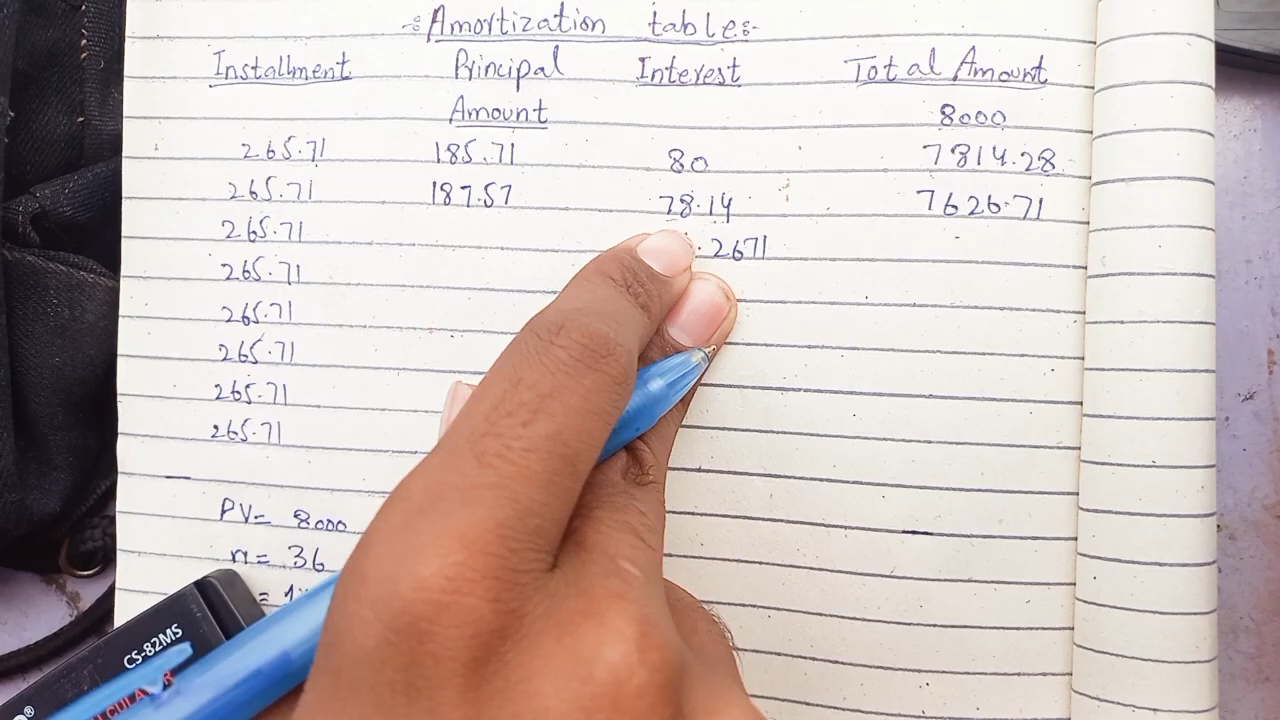 -:Amortization table:-
Installment Principal Interest Total Amount
Amount 8000
265.71 185.71 80 7814.28
265.71 187.57 78.14 7626.71
265.71 .2671
265.71
265.71
265.71
265.71
265.71
PV= 8000
n= 36
CS-82MS